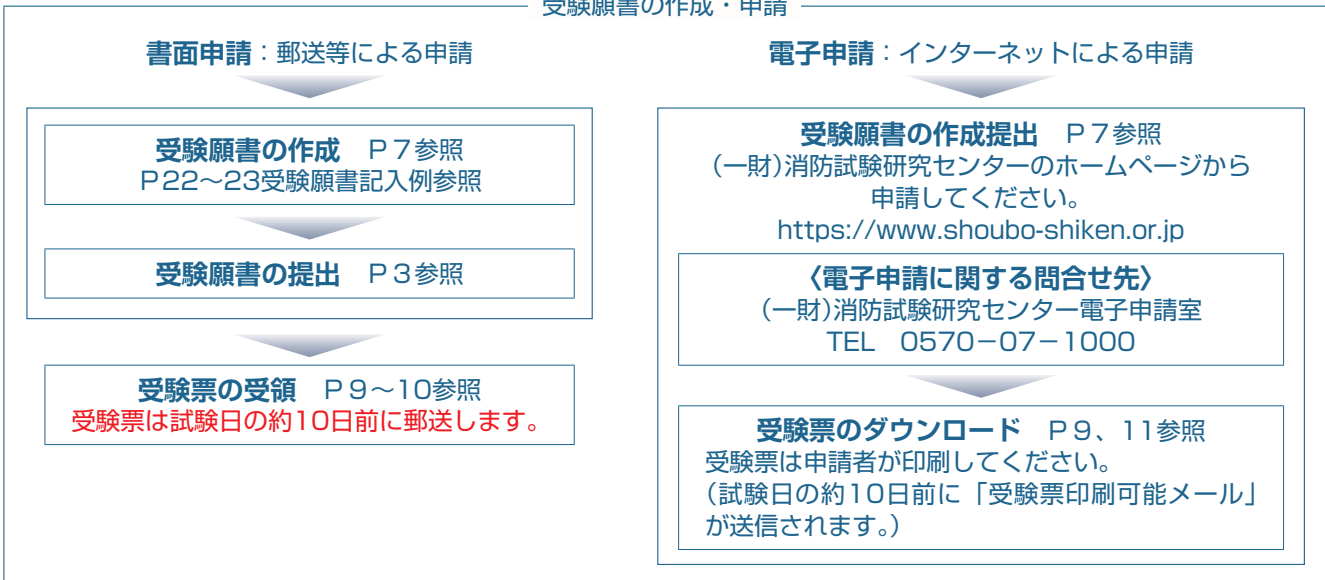 受験願書の作成・申請
書面申請：郵送等による申請
受験願書の作成　P7参照
P22～23受験願書記入例参照
受験願書の提出　P3参照
受験票の受領　P9～10参照
受験票は試験日の約10日前に郵送します。
電子申請：インターネットによる申請
受験願書の作成提出　P7参照
(一財)消防試験研究センターのホームページから
申請してください。
https://www.shoubo-shiken.or.jp
〈電子申請に関する問合せ先〉
(一財)消防試験研究センター電子申請室
TEL　0570－07－1000
受験票のダウンロード　P9、11参照
受験票は申請者が印刷してください。
(試験日の約10日前に「受験票印刷可能メール」
が送信されます。)